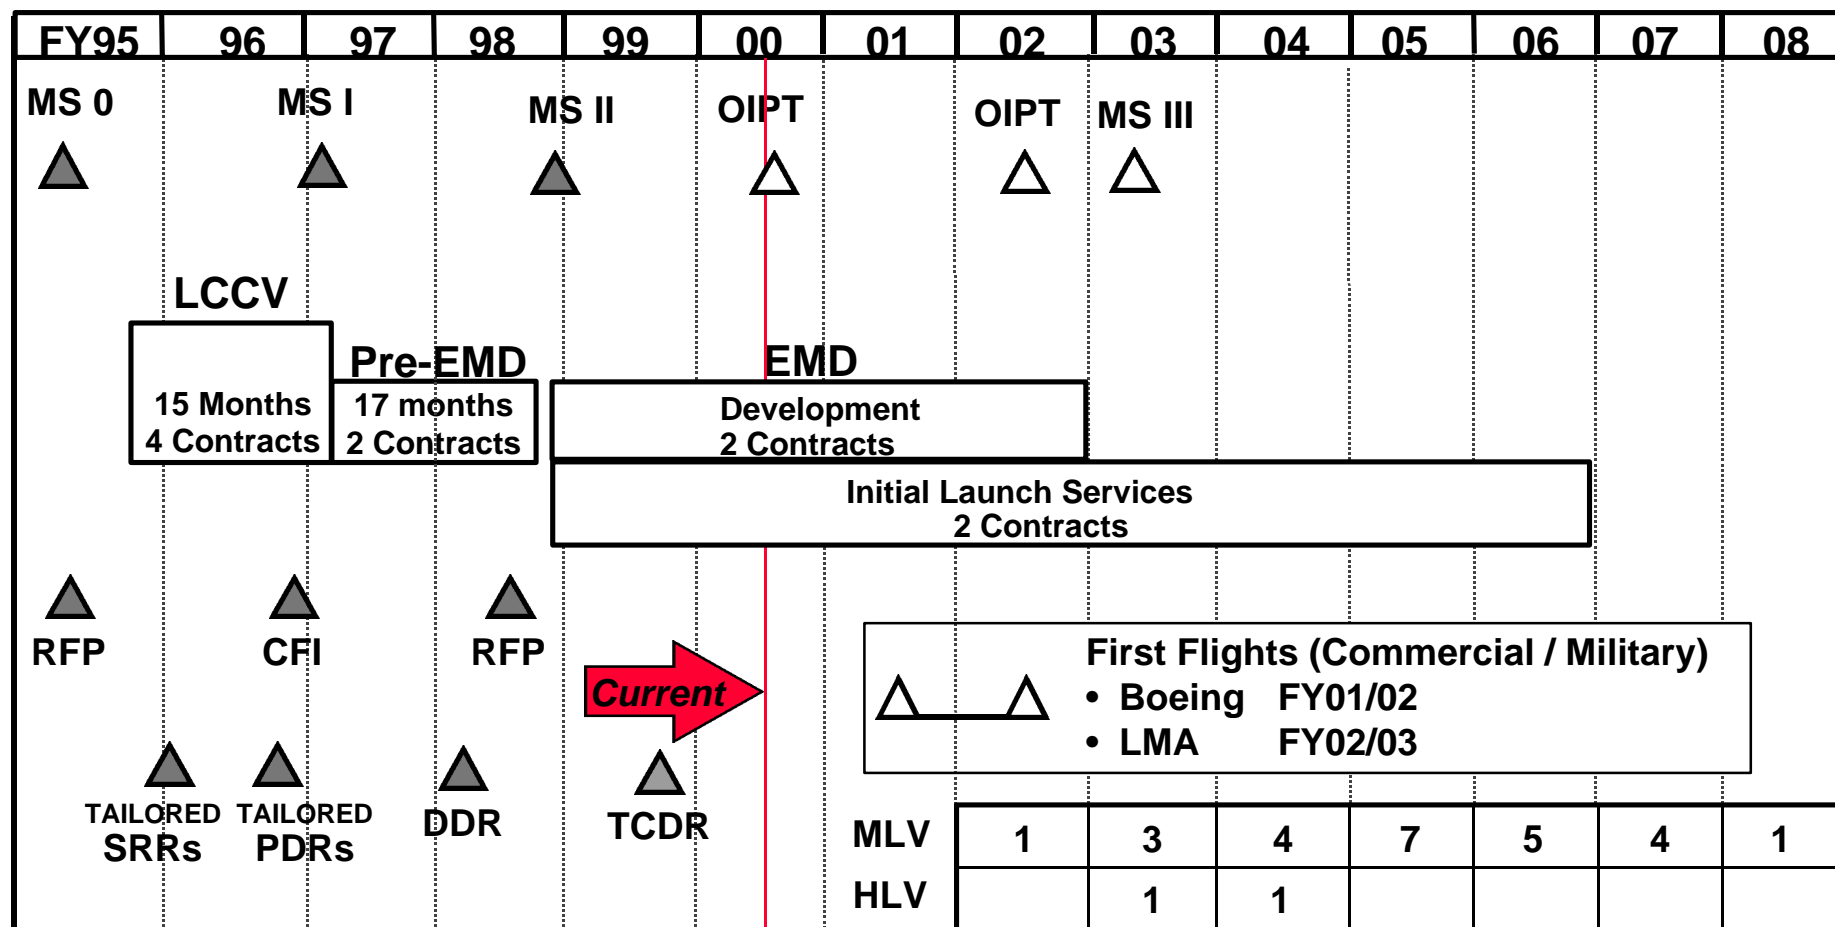 FY95 96 97 98 99 00 01 02 03 04 05 06 07 08
MS 0 MS I MS II OIPT OIPT MS III
LCCV
Pre-EMD EMD
15 Months
4 Contracts
17 months
2 Contracts
Development
2 Contracts
Initial Launch Services
2 Contracts
RFP CFI RFP
Current
First Flights (Commercial / Military)
• Boeing FY01/02
• LMA FY02/03
TAILORED
SRRs
TAILORED
PDRs
DDR
TCDR
MLV 1 3 4 7 5 4 1
HLV 1 1